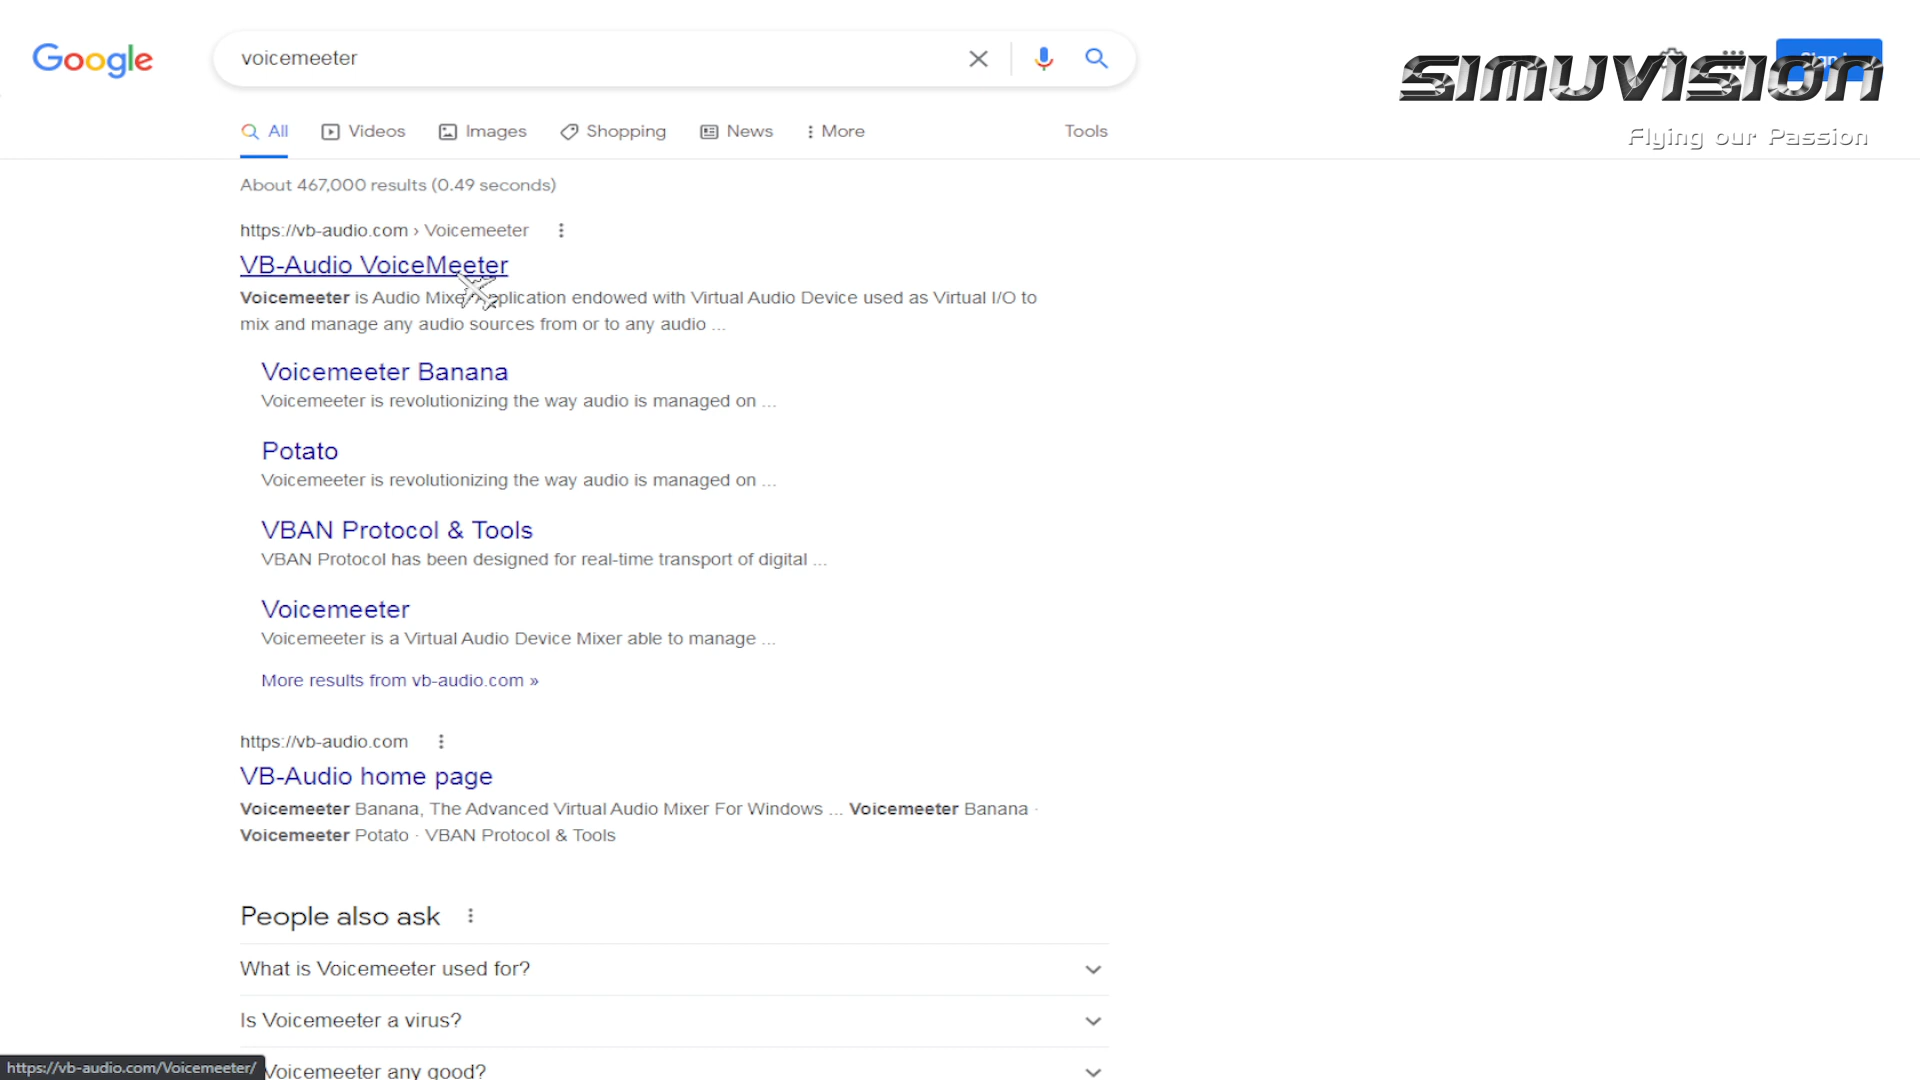 Google
voicemeeter
SIMUVISION
Flying our Passion
All
Videos
Images
Shopping
News
More
Tools
About 467,000 results (0.49 seconds)
https://vb-audio.com › Voicemeeter
VB-Audio VoiceMeeter
Voicemeeter is Audio Mixer Application endowed with Virtual Audio Device used as Virtual I/O to
mix and manage any audio sources from or to any audio ...
Voicemeeter Banana
Voicemeeter is revolutionizing the way audio is managed on ...
Potato
Voicemeeter is revolutionizing the way audio is managed on ...
VBAN Protocol & Tools
VBAN Protocol has been designed for real-time transport of digital ...
Voicemeeter
Voicemeeter is a Virtual Audio Device Mixer able to manage ...
More results from vb-audio.com »
https://vb-audio.com
VB-Audio home page
Voicemeeter Banana, The Advanced Virtual Audio Mixer For Windows ... Voicemeeter Banana ·
Voicemeeter Potato · VBAN Protocol & Tools
People also ask
What is Voicemeeter used for?
Is Voicemeeter a virus?
Voicemeeter any good?
https://vb-audio.com/Voicemeeter/